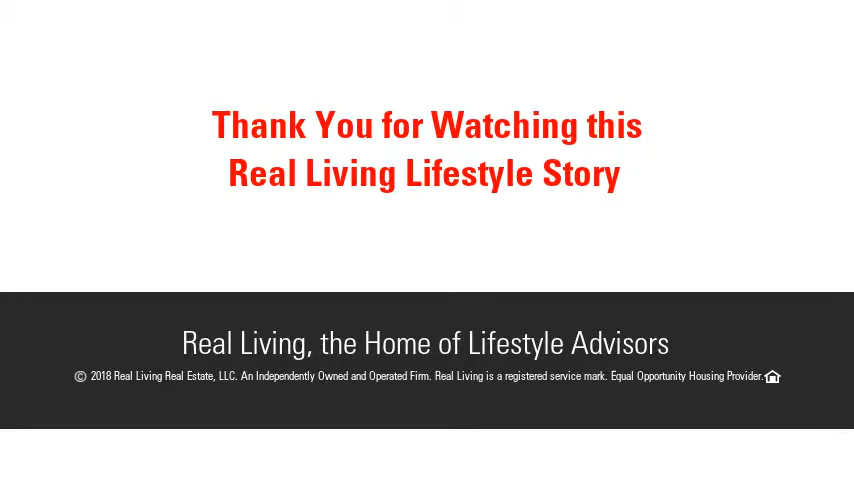 Thank You for Watching this
Real Living Lifestyle Story
Real Living, the Home of Lifestyle Advisors
© 2018 Real Living Real Estate, LLC. An Independently Owned and Operated Firm. Real Living is a registered service mark. Equal Opportunity Housing Provider.